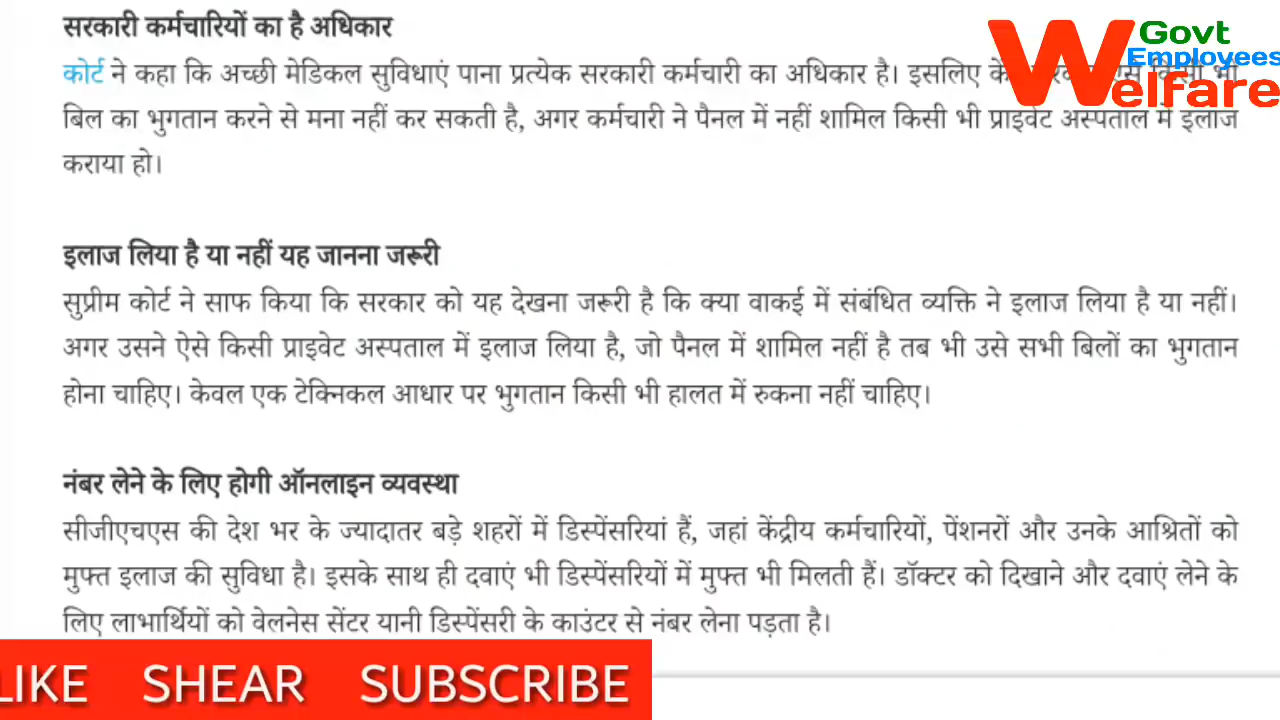 सरकारी कर्मचारियों का है अधिकार
कोर्ट ने कहा कि अच्छी मेडिकल सुविधाएं पाना प्रत्येक सरकारी कर्मचारी का अधिकार है। इसलिए
बिल का भुगतान करने से मना नहीं कर सकती है, अगर कर्मचारी ने पैनल में नहीं शामिल किसी भी प्राइवेट अस्पताल में इलाज
कराया हो।
इलाज लिया है या नहीं यह जानना जरूरी
सुप्रीम कोर्ट ने साफ किया कि सरकार को यह देखना जरूरी है कि क्या वाकई में संबंधित व्यक्ति ने इलाज लिया है या नहीं।
अगर उसने ऐसे किसी प्राइवेट अस्पताल में इलाज लिया है, जो पैनल में शामिल नहीं है तब भी उसे सभी बिलों का भुगतान
होना चाहिए। केवल एक टेक्निकल आधार पर भुगतान किसी भी हालत में रुकना नहीं चाहिए।
नंबर लेने के लिए होगी ऑनलाइन व्यवस्था
सीजीएचएस की देश भर के ज्यादातर बड़े शहरों में डिस्पेंसरियां हैं, जहां केंद्रीय कर्मचारियों, पेंशनरों और उनके आश्रितों को
मुफ्त इलाज की सुविधा है। इसके साथ ही दवाएं भी डिस्पेंसरियों में मुफ्त भी मिलती हैं। डॉक्टर को दिखाने और दवाएं लेने के
लिए लाभार्थियों को वेलनेस सेंटर यानी डिस्पेंसरी के काउंटर से नंबर लेना पड़ता है।
Govt
Employees
Welfare
LIKE SHEAR SUBSCRIBE